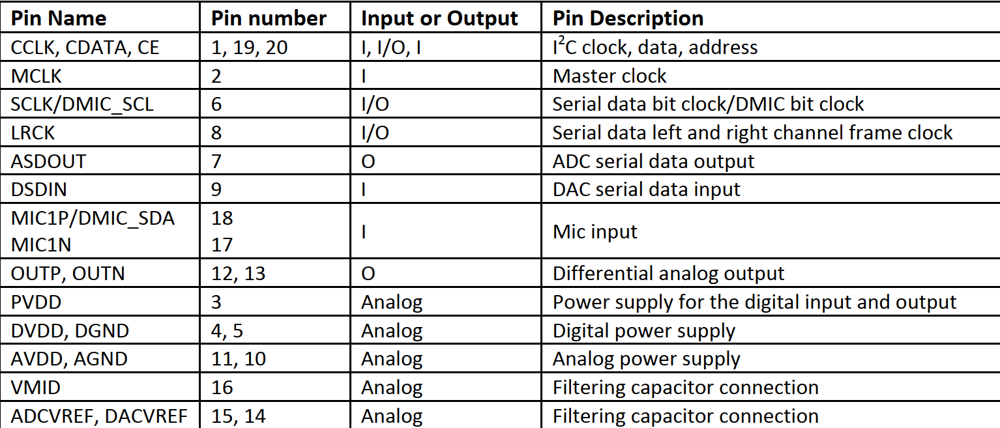 Pin Name Pin number Input or Output Pin Description
CCLK, CDATA, CE 1, 19, 20 I, I/O, I I²C clock, data, address
MCLK 2 I Master clock
SCLK/DMIC_SCL 6 I/O Serial data bit clock/DMIC bit clock
LRCK 8 I/O Serial data left and right channel frame clock
ASDOUT 7 O ADC serial data output
DSDIN 9 I DAC serial data input
MIC1P/DMIC_SDA 18
MIC1N 17 I Mic input
OUTP, OUTN 12, 13 O Differential analog output
PVDD 3 Analog Power supply for the digital input and output
DVDD, DGND 4, 5 Analog Digital power supply
AVDD, AGND 11, 10 Analog Analog power supply
VMID 16 Analog Filtering capacitor connection
ADCVREF, DACVREF 15, 14 Analog Filtering capacitor connection